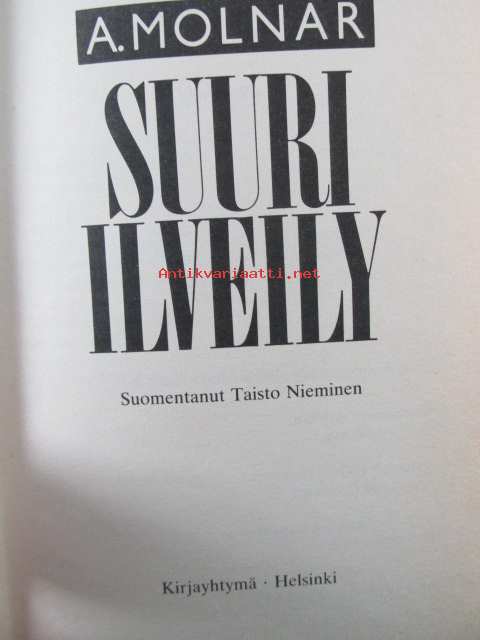 A. MOLNAR
SUURI
ILVEILY
Antikvariaatti.net
Suomentanut Taisto Nieminen
Kirjayhtymä · Helsinki